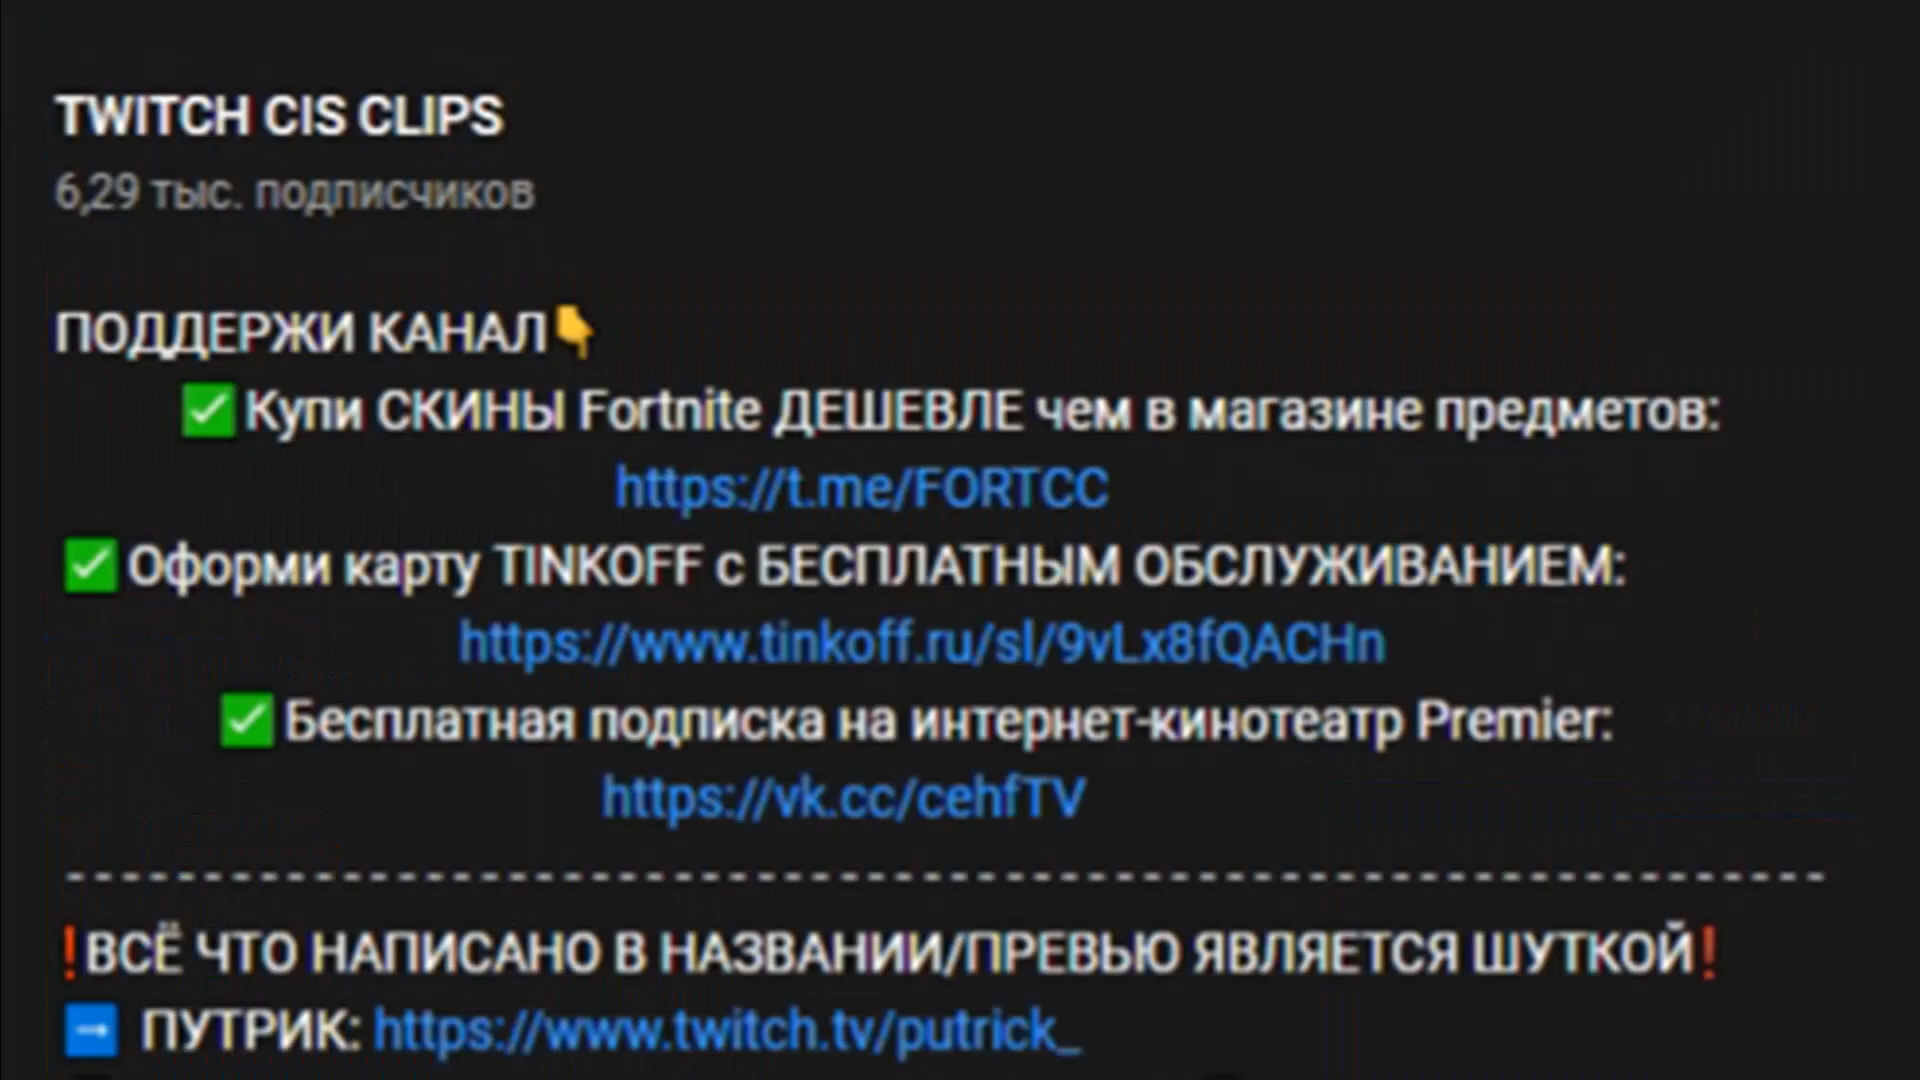 TWITCH CIS CLIPS
6,29 тыс. подписчиков
ПОДДЕРЖИ КАНАЛ👇
✅Купи СКИНЫ Fortnite ДЕШЕВЛЕ чем в магазине предметов:
https://t.me/FORTCC
✅Оформи карту TINKOFF с БЕСПЛАТНЫМ ОБСЛУЖИВАНИЕМ:
https://www.tinkoff.ru/sl/9vLx8fQACHn
✅Бесплатная подписка на интернет-кинотеатр Premier:
https://vk.cc/cehfTV
----------------------------------------------------------------
❗ВСЁ ЧТО НАПИСАНО В НАЗВАНИИ/ПРЕВЬЮ ЯВЛЯЕТСЯ ШУТКОЙ❗
➡ ПУТРИК: https://www.twitch.tv/putrick_